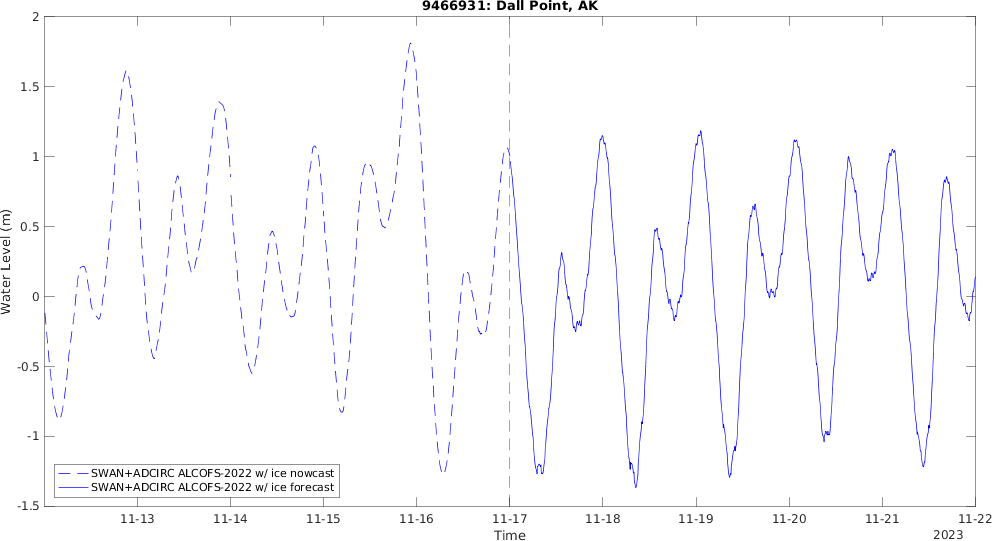 9466931: Dall Point, AK
Water Level (m)
2
1.5
1
0.5
0
-0.5
-1
-1.5
SWAN+ADCIRC ALCOFS-2022 w/ ice nowcast
SWAN+ADCIRC ALCOFS-2022 w/ ice forecast
11-13 11-14 11-15 11-16 11-17 11-18 11-19 11-20 11-21 11-22
Time
2023